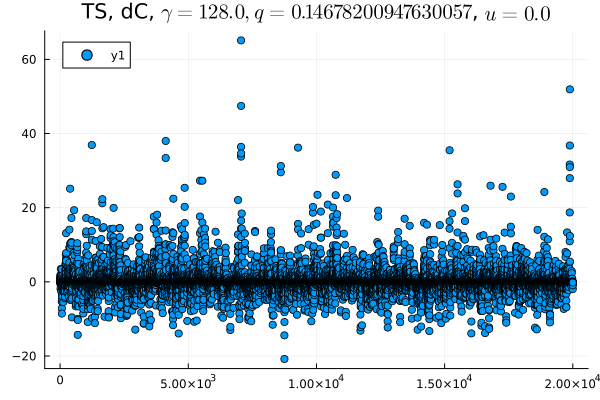 TS, dC, γ = 128.0, q = 0.14678200947630057, u = 0.0
y1
60
40
20
0
−20
0 5.00×10³ 1.00×10⁴ 1.50×10⁴ 2.00×10⁴